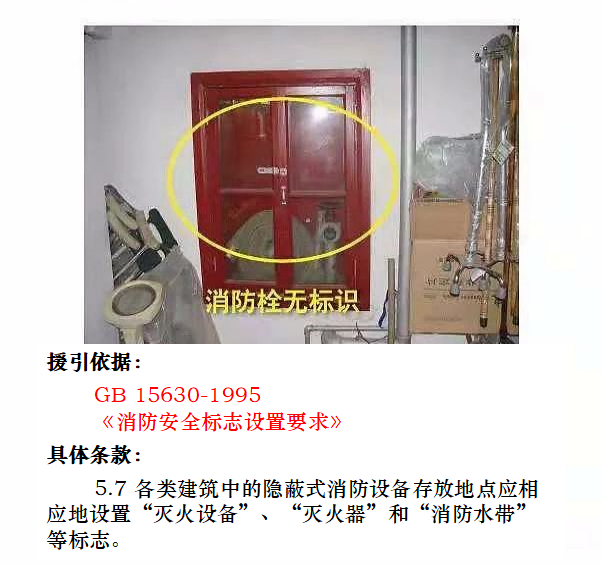 消防栓无标识
援引依据：
GB 15630-1995
《消防安全标志设置要求》
具体条款：
5.7 各类建筑中的隐蔽式消防设备存放地点应相
应地设置“灭火设备”、“灭火器”和“消防水带”
等标志。